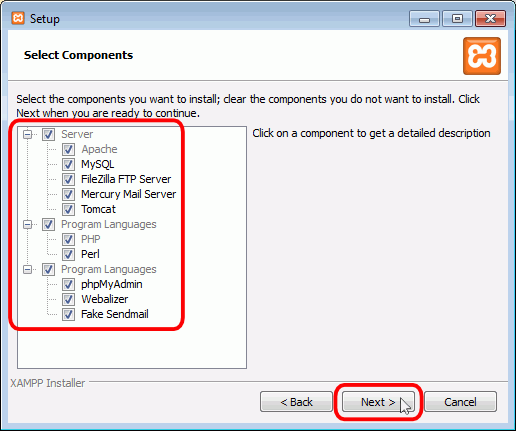 Setup
Select Components
Select the components you want to install; clear the components you do not want to install. Click
Next when you are ready to continue.
Server
Apache
MySQL
FileZilla FTP Server
Mercury Mail Server
Tomcat
Program Languages
PHP
Perl
Program Languages
phpMyAdmin
Webalizer
Fake Sendmail
Click on a component to get a detailed description
XAMPP Installer
< Back
Next >
Cancel